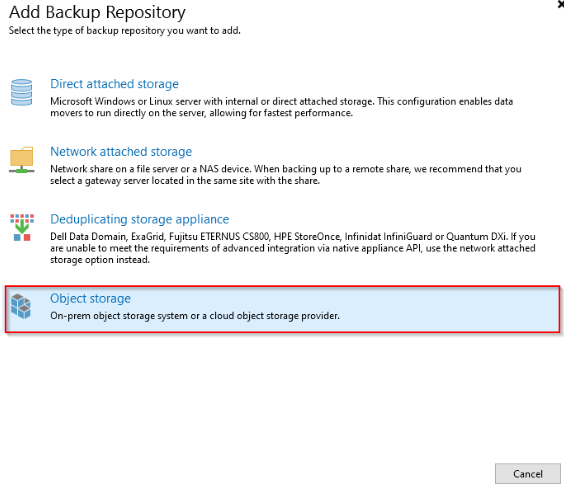 Add Backup Repository
Select the type of backup repository you want to add.
Direct attached storage
Microsoft Windows or Linux server with internal or direct attached storage. This configuration enables data
movers to run directly on the server, allowing for fastest performance.
Network attached storage
Network share on a file server or a NAS device. When backing up to a remote share, we recommend that you
select a gateway server located in the same site with the share.
Deduplicating storage appliance
Dell Data Domain, ExaGrid, Fujitsu ETERNUS CS800, HPE StoreOnce, Infinidat InfiniGuard or Quantum DXi. If you
are unable to meet the requirements of advanced integration via native appliance API, use the network attached
storage option instead.
Object storage
On-prem object storage system or a cloud object storage provider.
Cancel